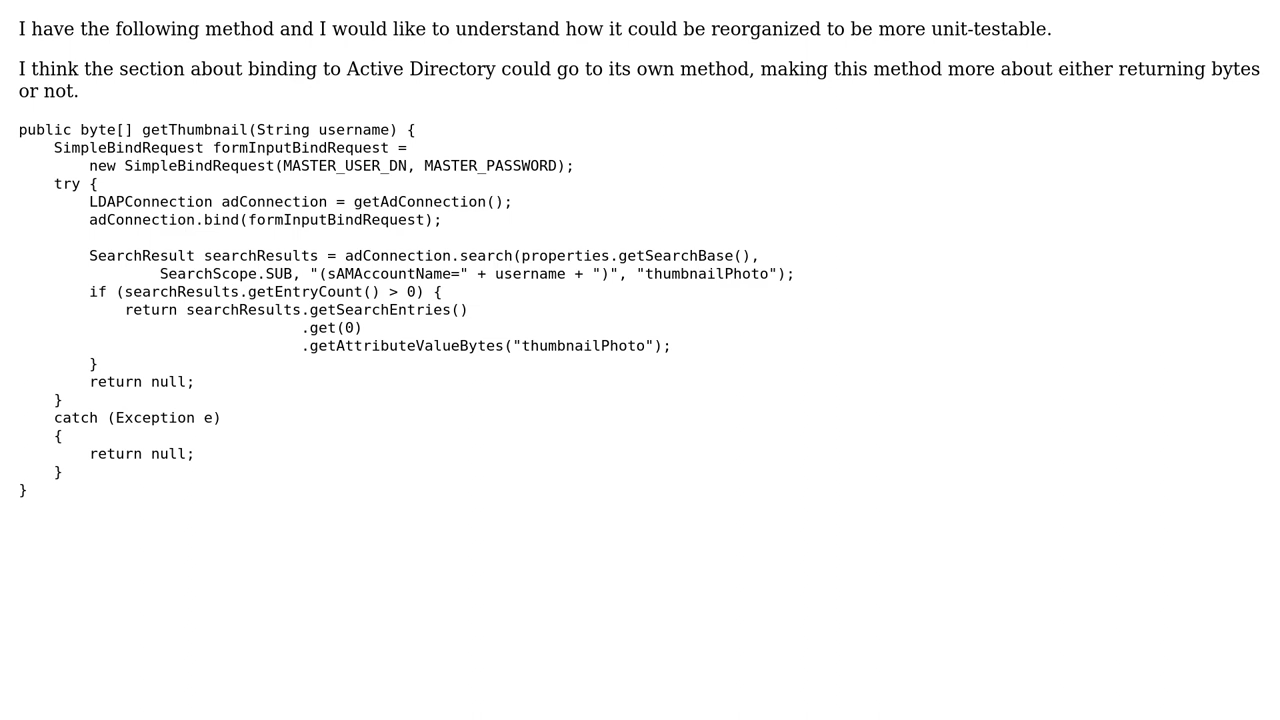 I have the following method and I would like to understand how it could be reorganized to be more unit-testable.
I think the section about binding to Active Directory could go to its own method, making this method more about either returning bytes
or not.
public byte[] getThumbnail(String username) {
    SimpleBindRequest formInputBindRequest =
        new SimpleBindRequest(MASTER_USER_DN, MASTER_PASSWORD);
    try {
        LDAPConnection adConnection = getAdConnection();
        adConnection.bind(formInputBindRequest);
        SearchResult searchResults = adConnection.search(properties.getSearchBase(),
                SearchScope.SUB, "(sAMAccountName=" + username + ")", "thumbnailPhoto");
        if (searchResults.getEntryCount() > 0) {
            return searchResults.getSearchEntries()
                                .get(0)
                                .getAttributeValueBytes("thumbnailPhoto");
        }
        return null;
    }
    catch (Exception e)
    {
        return null;
    }
}